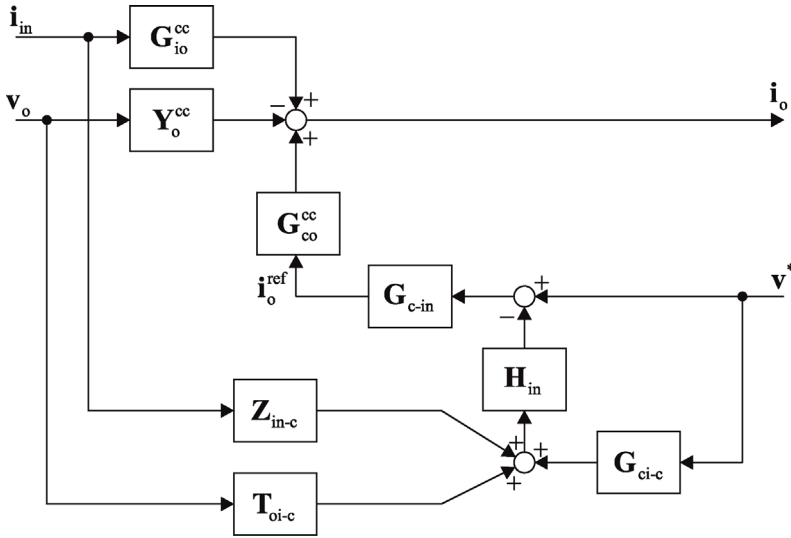 i_in
G_io^cc
v_o
Y_o^cc
− +
+
i_o
G_co^cc
i_o^ref
G_c-in
+
−
v*
H_in
Z_in-c
+ +
+
G_ci-c
T_oi-c